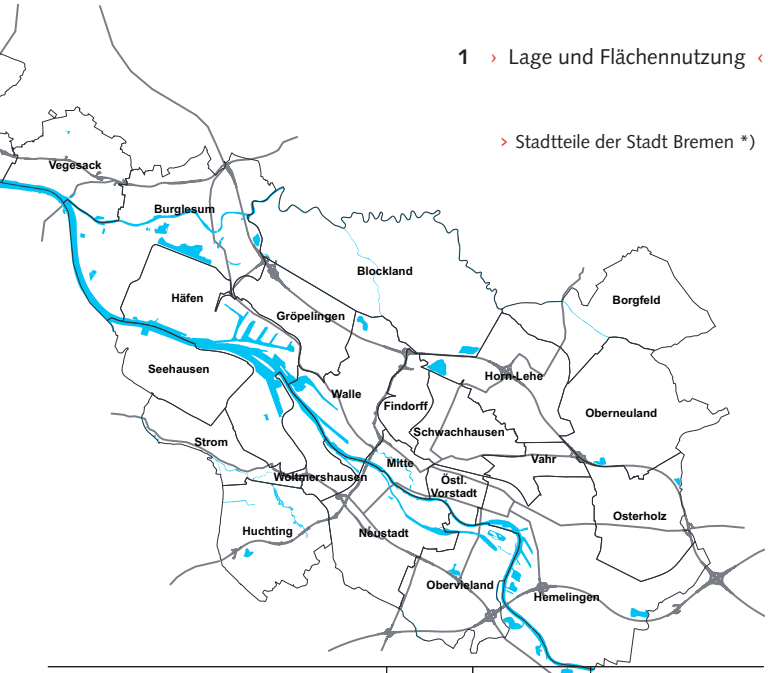 1 › Lage und Flächennutzung ‹
› Stadtteile der Stadt Bremen *)
Vegesack
Burglesum
Blockland
Häfen
Borgfeld
Gröpelingen
Seehausen
Horn-Lehe
Walle
Findorff
Oberneuland
Schwachhausen
Strom
Vahr
Mitte
Woltmershausen
Östl.
Vorstadt
Osterholz
Huchting
Neustadt
Obervieland
Hemelingen